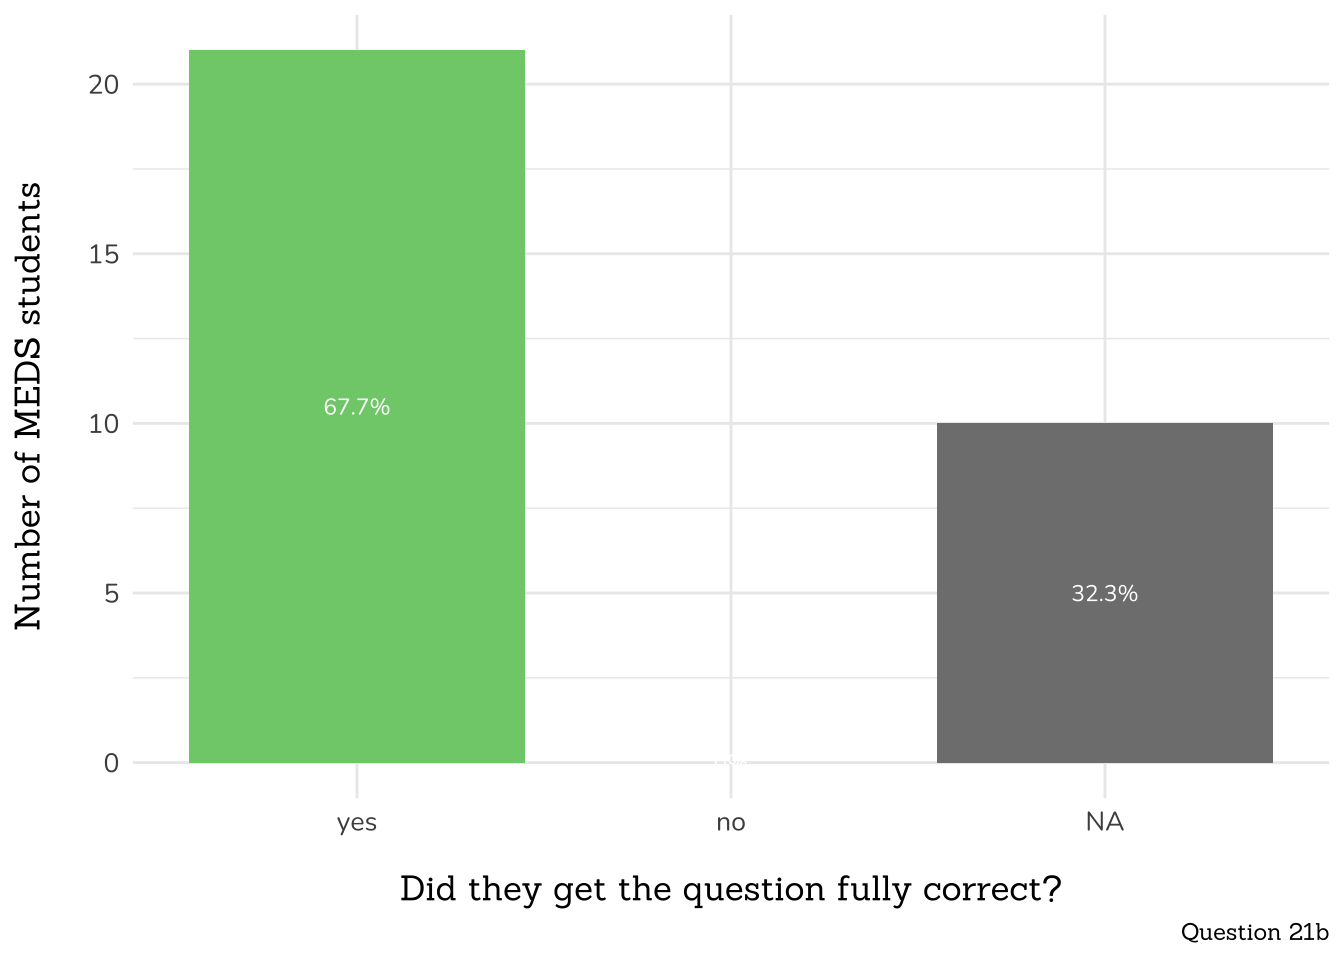 Number of MEDS students
20
15
10
5
0
67.7%
32.3%
yes
no
NA
Did they get the question fully correct?
Question 21b